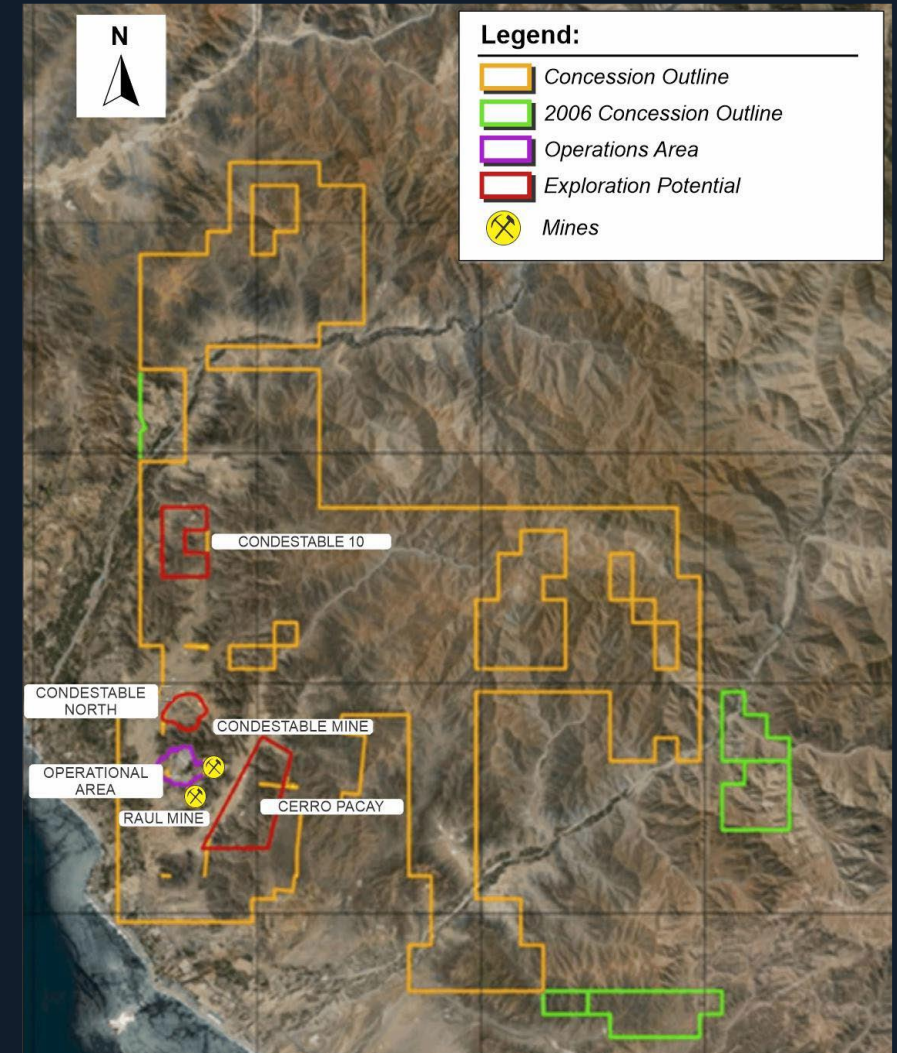 N
Legend:
Concession Outline
2006 Concession Outline
Operations Area
Exploration Potential
Mines
CONDESTABLE 10
CONDESTABLE
NORTH
CONDESTABLE MINE
OPERATIONAL
AREA
CERRO PACAY
RAUL MINE